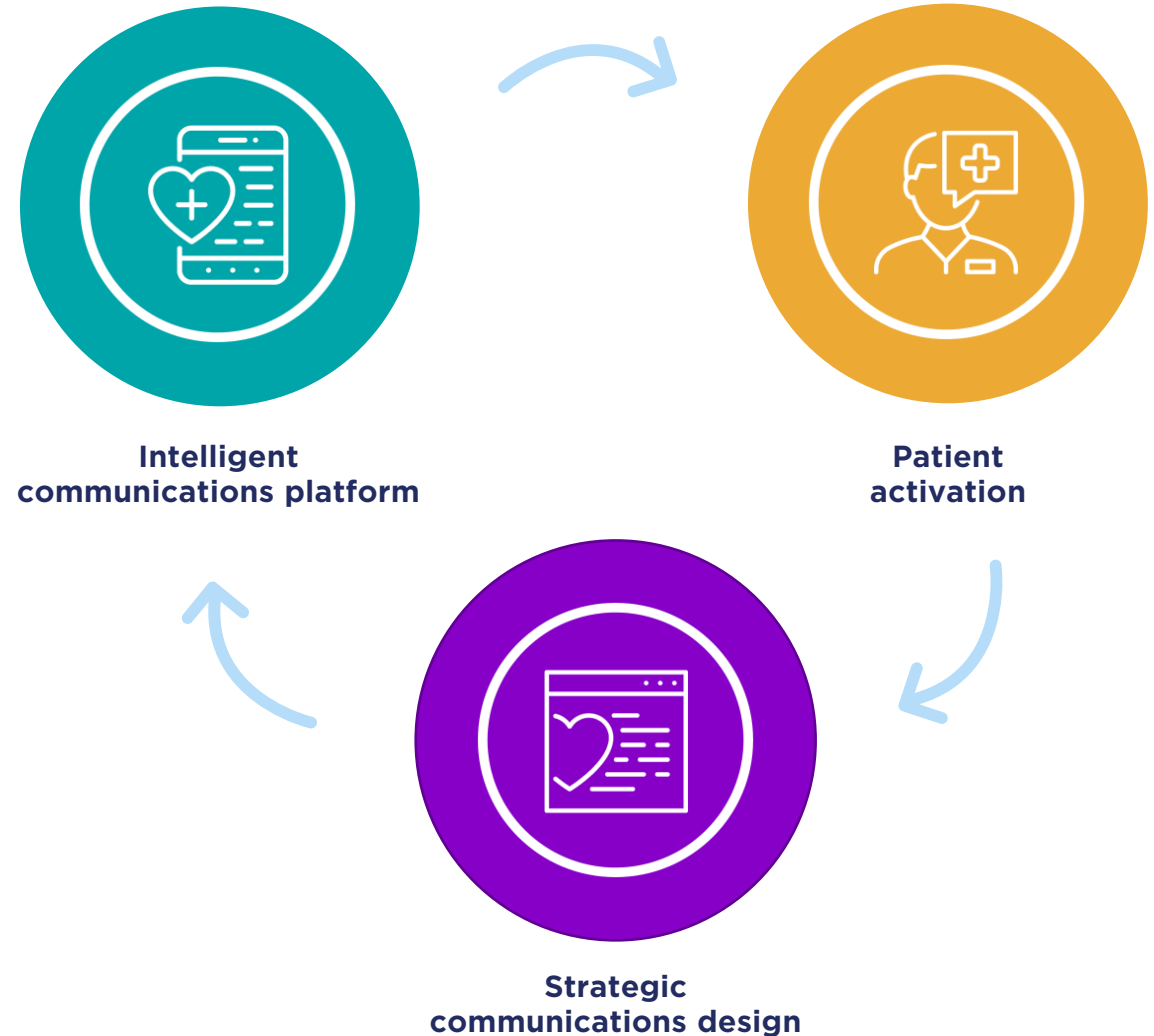 Intelligent
communications platform
Patient
activation
Strategic
communications design